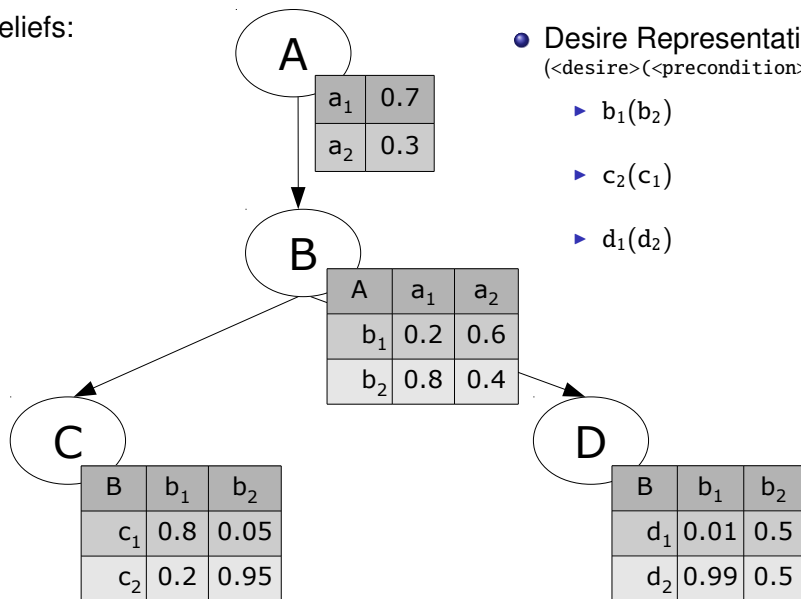 eliefs:
A
a₁ 0.7
a₂ 0.3
B
A a₁ a₂
b₁ 0.2 0.6
b₂ 0.8 0.4
C
B b₁ b₂
c₁ 0.8 0.05
c₂ 0.2 0.95
D
B b₁ b₂
d₁ 0.01 0.5
d₂ 0.99 0.5
Desire Representati
(<desire>(<precondition>
b₁(b₂)
c₂(c₁)
d₁(d₂)